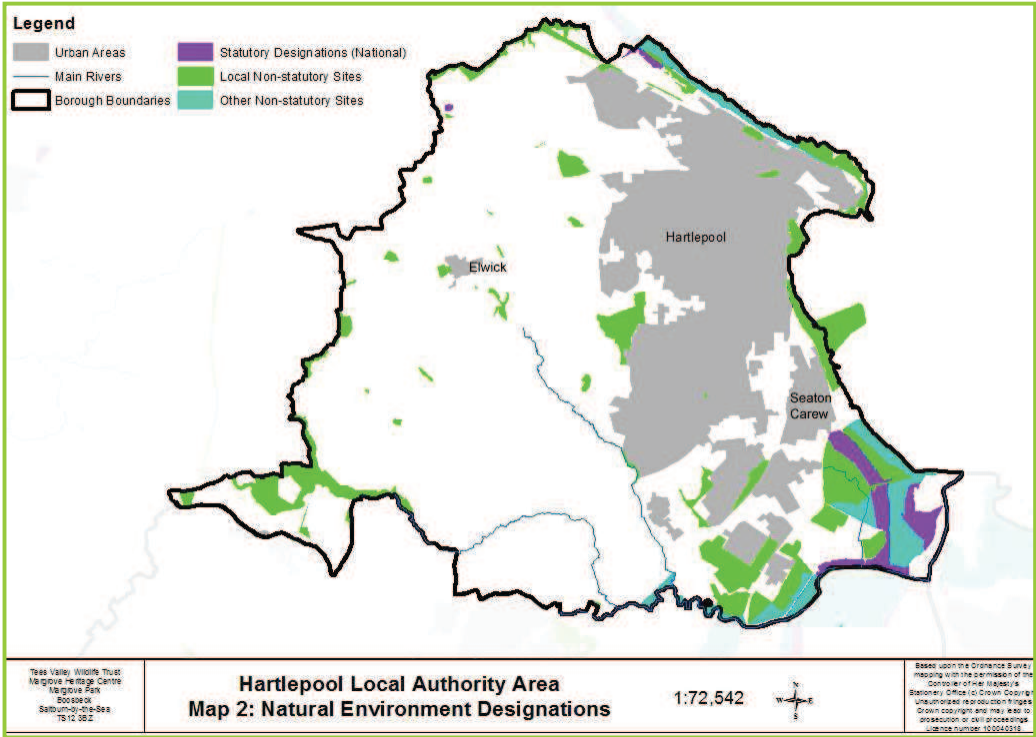 Legend
Urban Areas
Main Rivers
Borough Boundaries
Statutory Designations (National)
Local Non-statutory Sites
Other Non-statutory Sites
Hartlepool
Elwick
Seaton
Carew
Tees Valley Wildlife Trust
Margrove Heritage Centre
Margrove Park
Boosbeck
Saltburn-by-the-Sea
TS12 3BZ
Hartlepool Local Authority Area
Map 2: Natural Environment Designations
1:72,542
N
W E
S
Based upon the Ordnance Survey
mapping with the permission of the
Controller of Her Majesty's
Stationery Office (c) Crown Copyright
Unauthorized reproduction fringes
Crown copyright and may lead to
prosecution or civil proceedings.
Licence number 100040318.